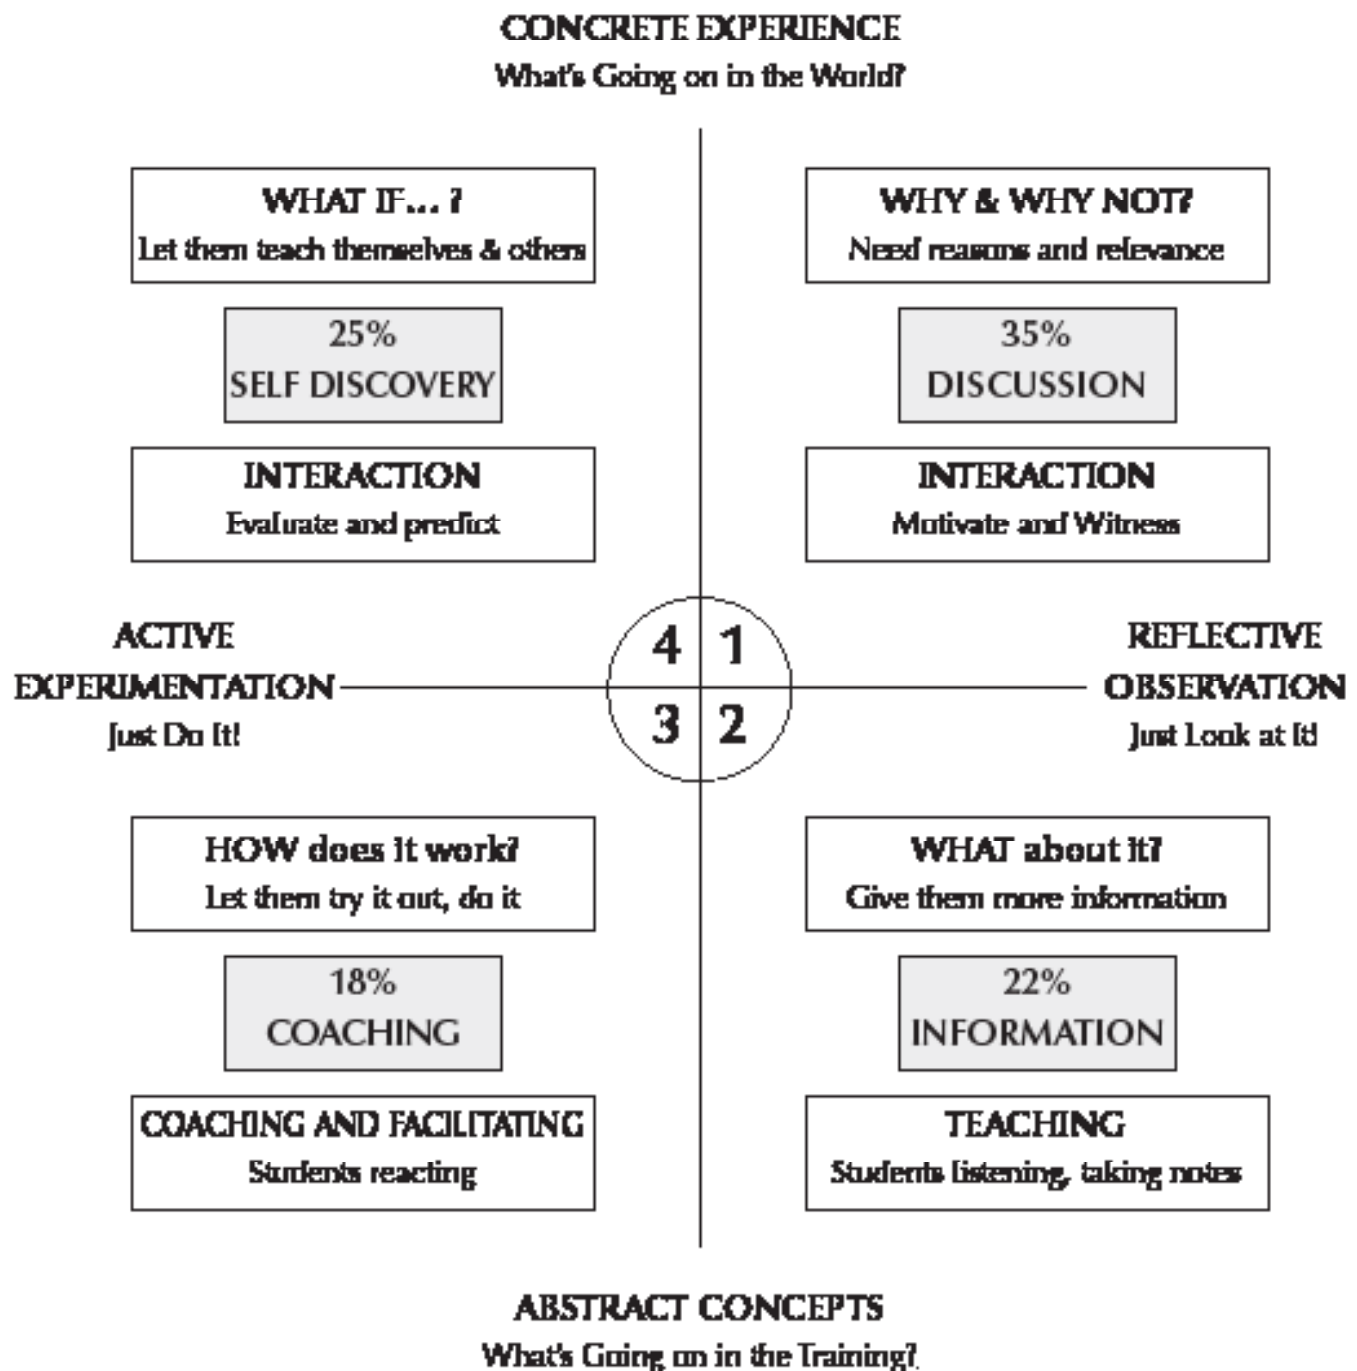 CONCRETE EXPERIENCE
What's Going on in the World?
WHAT IF... ?
Let them teach themselves & others
25%
SELF DISCOVERY
INTERACTION
Evaluate and predict
WHY & WHY NOT?
Need reasons and relevance
35%
DISCUSSION
INTERACTION
Motivate and Witness
ACTIVE
EXPERIMENTATION
Just Do It!
4 1
3 2
REFLECTIVE
OBSERVATION
Just Look at It!
HOW does it work?
Let them try it out, do it
18%
COACHING
COACHING AND FACILITATING
Students reacting
WHAT about it?
Give them more information
22%
INFORMATION
TEACHING
Students listening, taking notes
ABSTRACT CONCEPTS
What's Going on in the Training?